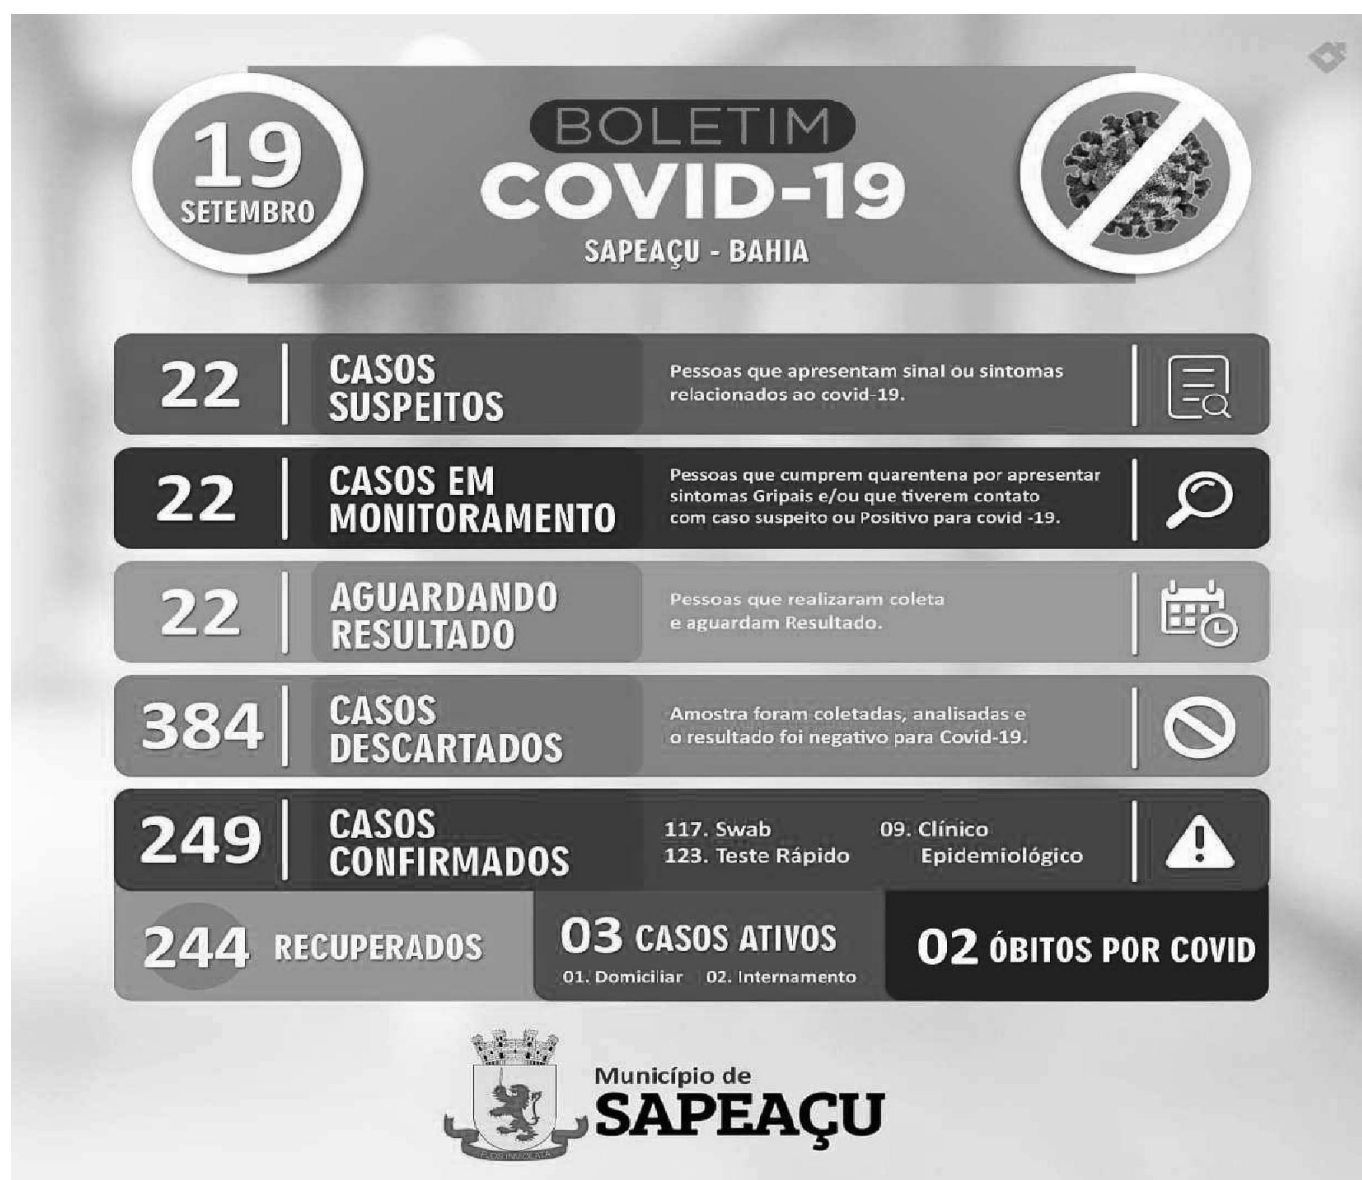 19
SETEMBRO
BOLETIM
COVID-19
SAPEAÇU - BAHIA
22
CASOS
SUSPEITOS
Pessoas que apresentam sinal ou sintomas
relacionados ao covid-19.
22
CASOS EM
MONITORAMENTO
Pessoas que cumprem quarentena por apresentar
sintomas Gripais e/ou que tiverem contato
com caso suspeito ou Positivo para covid -19.
22
AGUARDANDO
RESULTADO
Pessoas que realizaram coleta
e aguardam Resultado.
384
CASOS
DESCARTADOS
Amostra foram coletadas, analisadas e
o resultado foi negativo para Covid-19.
249
CASOS
CONFIRMADOS
117. Swab
123. Teste Rápido
09. Clínico
Epidemiológico
244 RECUPERADOS
03 CASOS ATIVOS
01. Domiciliar 02. Internamento
02 ÓBITOS POR COVID
Município de
SAPEAÇU